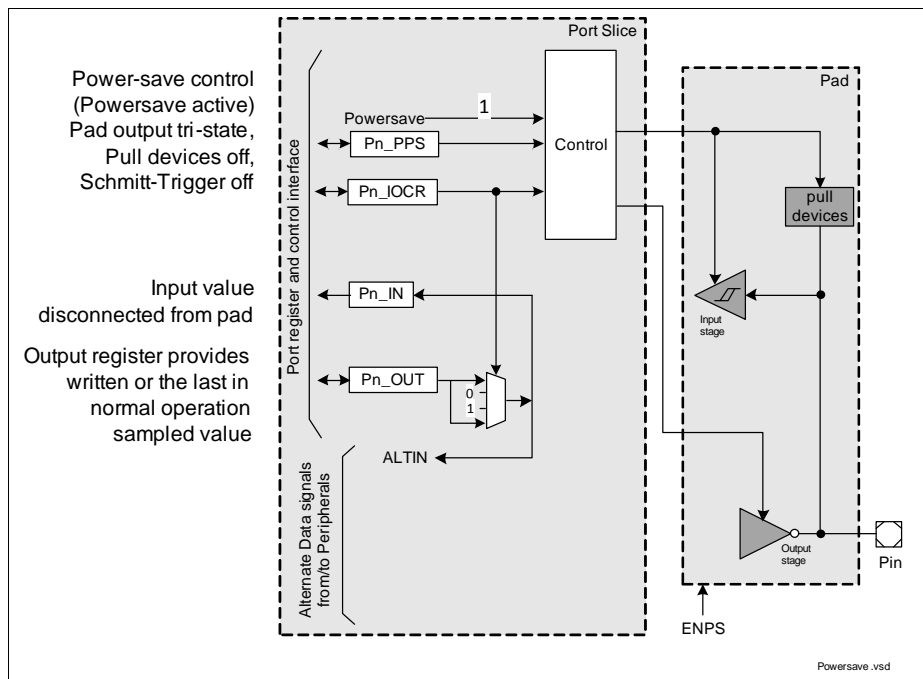 Port Slice
Power-save control
(Powersave active)
Pad output tri-state,
Pull devices off,
Schmitt-Trigger off
Input value
disconnected from pad
Output register provides
written or the last in
normal operation
sampled value
Port register and control interface
Powersave
1
Pn_PPS
Pn_IOCR
Pn_IN
Pn_OUT
0
1
Control
ALTIN
Alternate Data signals
from/to Peripherals
Pad
pull
devices
Input
stage
Output
stage
Pin
ENPS
Powersave .vsd